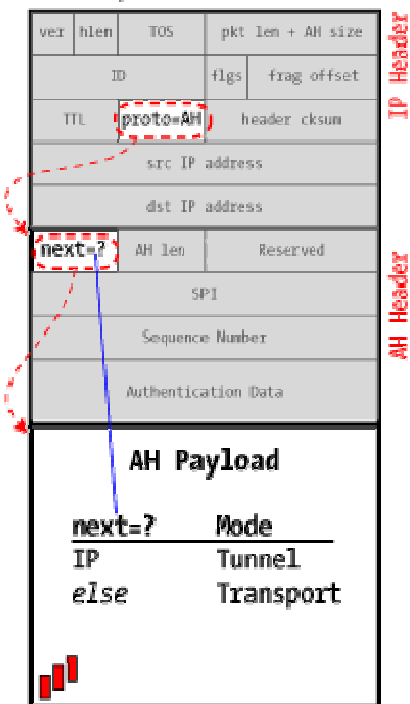 ver hlem TOS pkt len + AH size
ID flgs frag offset
TTL proto=AH header cksum
src IP address
dst IP address
IP Header
next=? AH len Reserved
SPI
Sequence Number
Authentication Data
AH Header
AH Payload
next=? Mode
IP Tunnel
else Transport